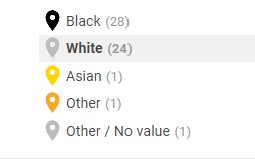 Black (28)
White (24)
Asian (1)
Other (1)
Other / No value (1)